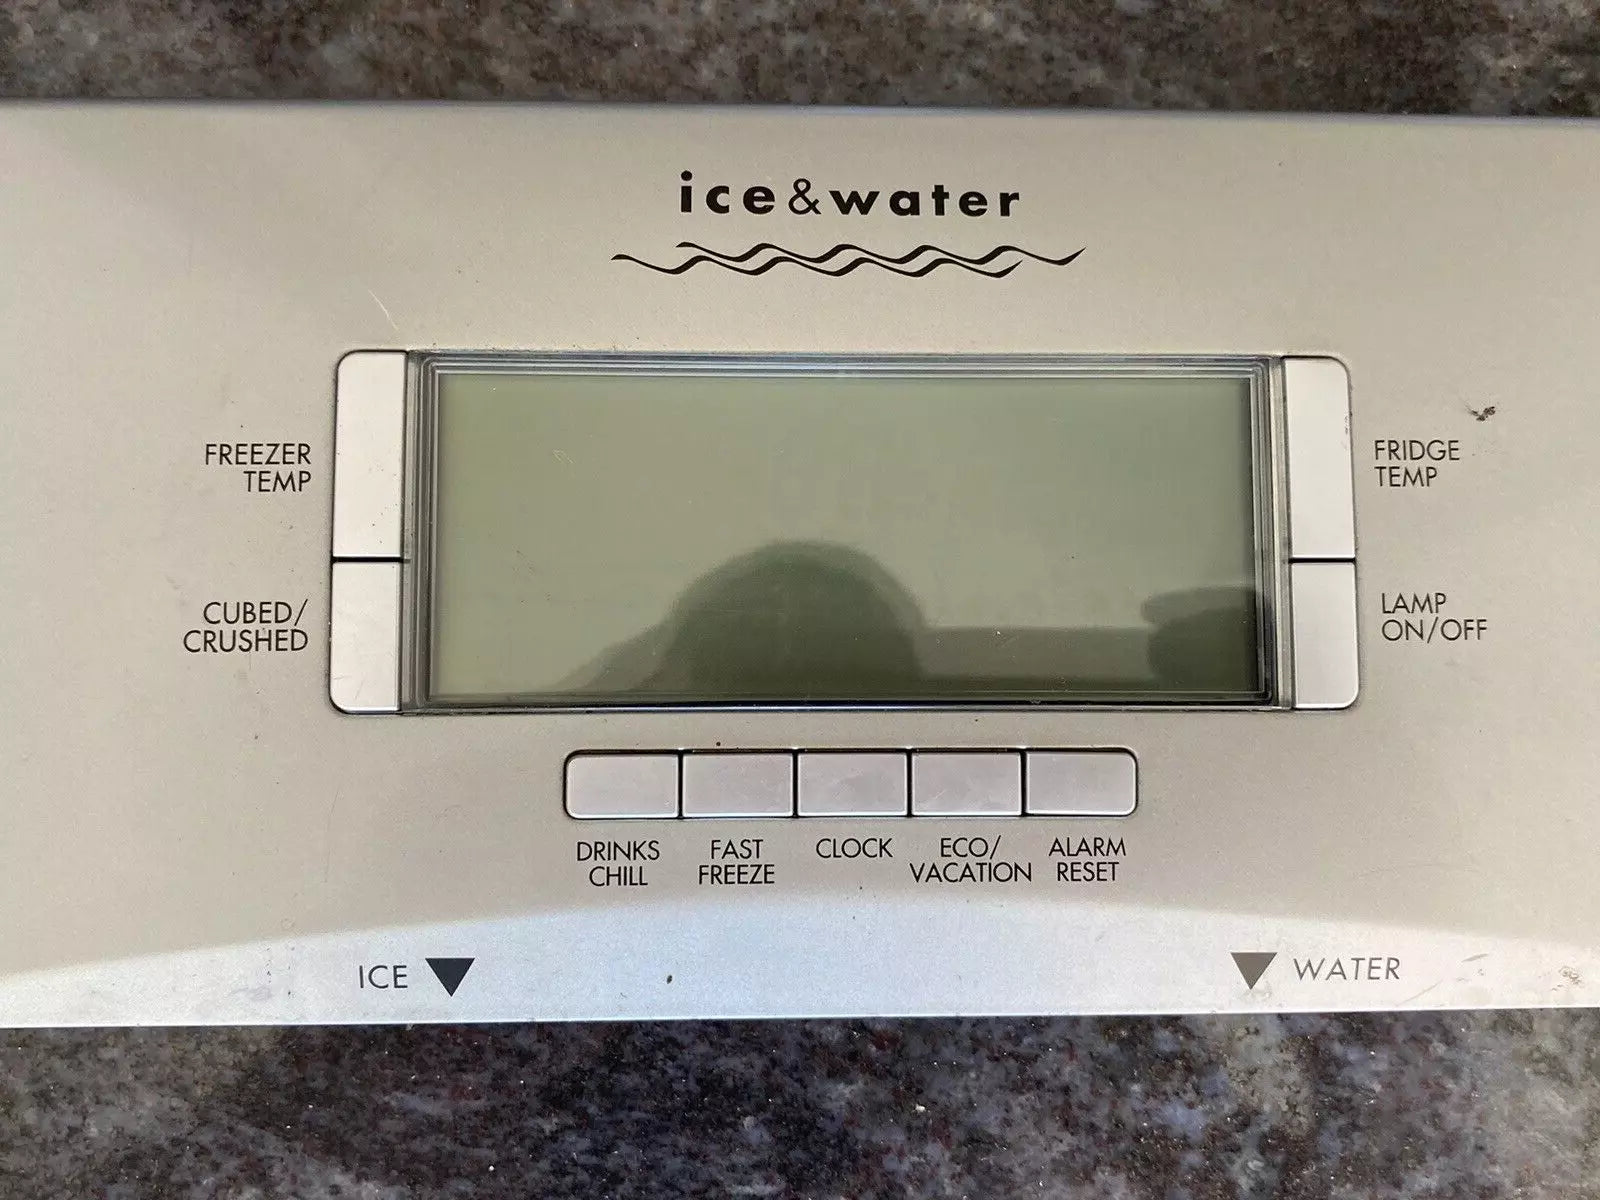 ice&water
FREEZER
TEMP
FRIDGE
TEMP
CUBED/
CRUSHED
LAMP
ON/OFF
DRINKS
CHILL
FAST
FREEZE
CLOCK
ECO/
VACATION
ALARM
RESET
ICE
WATER